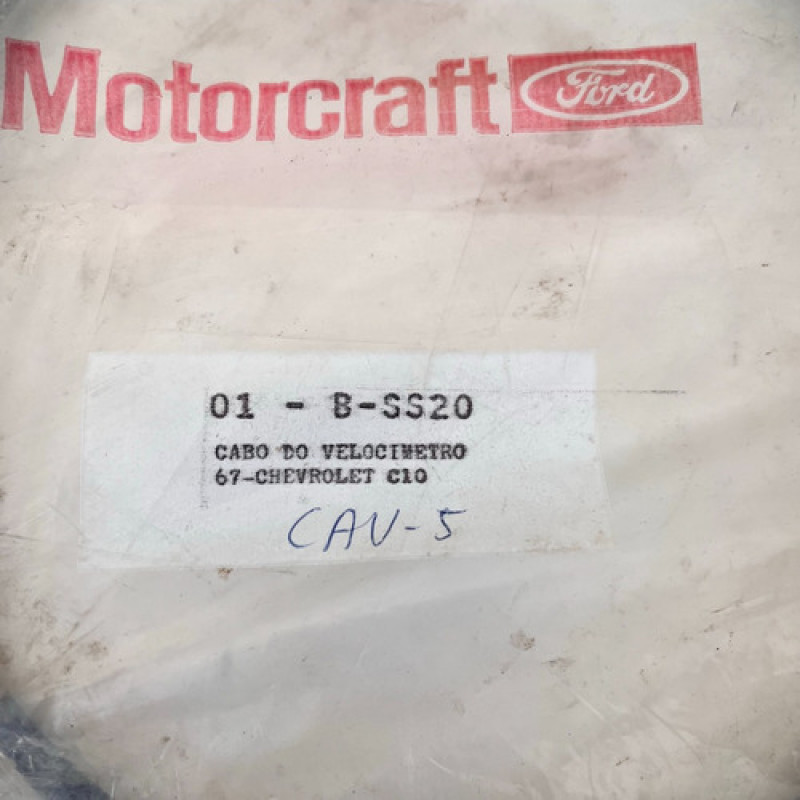 Motorcraft Ford
01 - B-SS20
CABO DO VELOCIMETRO
67-CHEVROLET C10
CAV-5